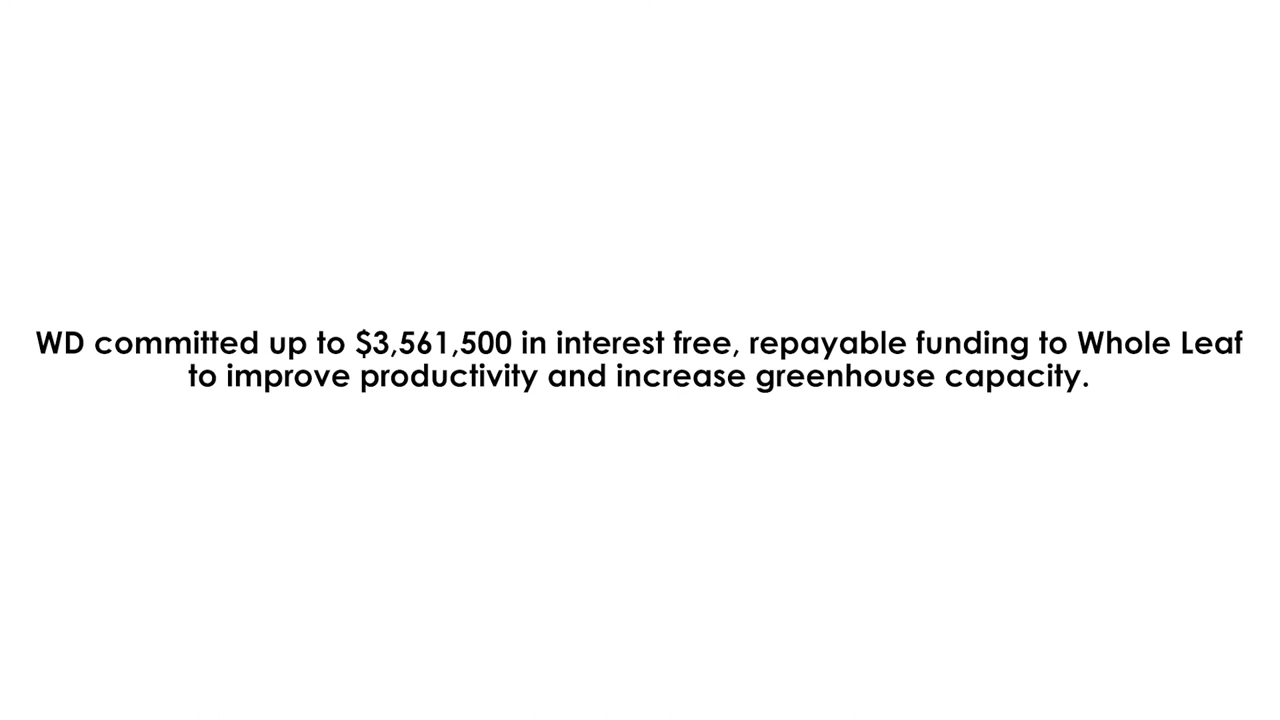 WD committed up to $3,561,500 in interest free, repayable funding to Whole Leaf
to improve productivity and increase greenhouse capacity.